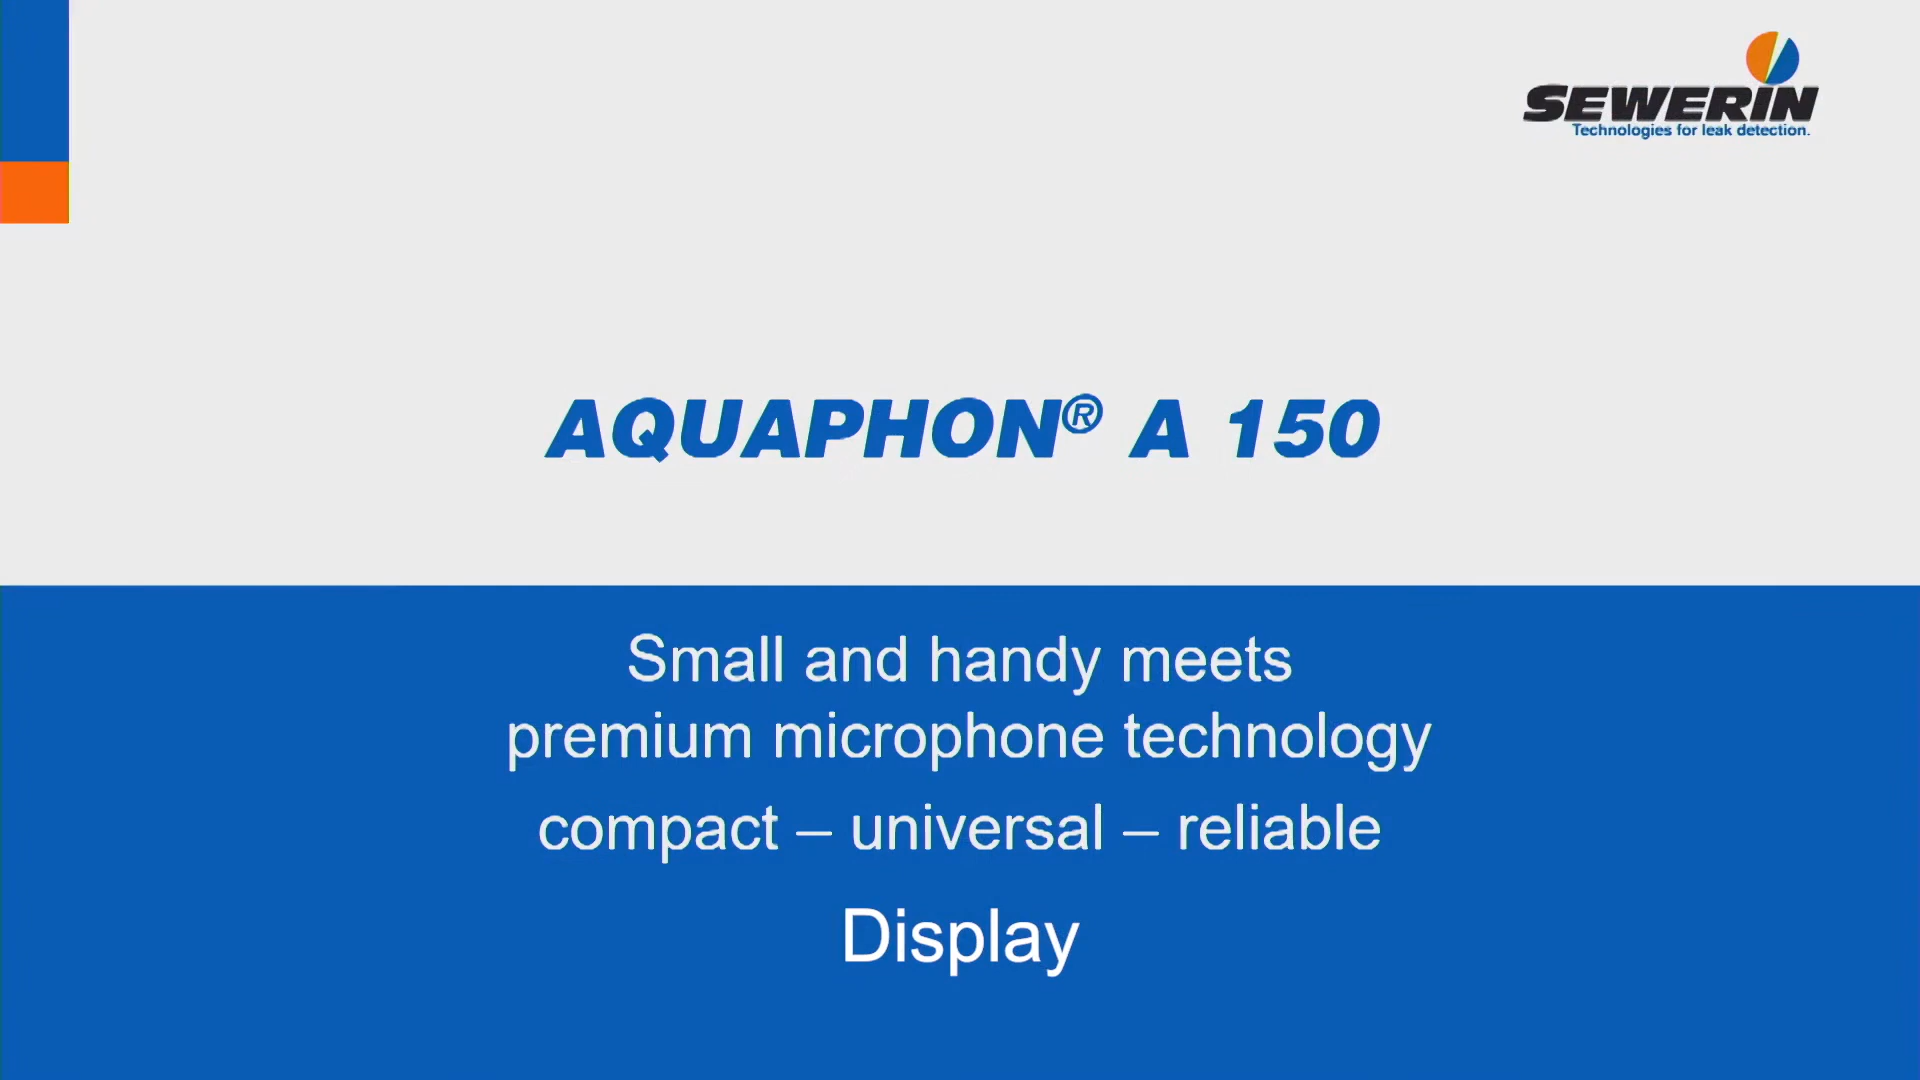 SEWERIN
Technologies for leak detection.
AQUAPHON® A 150
Small and handy meets
premium microphone technology
compact – universal – reliable
Display